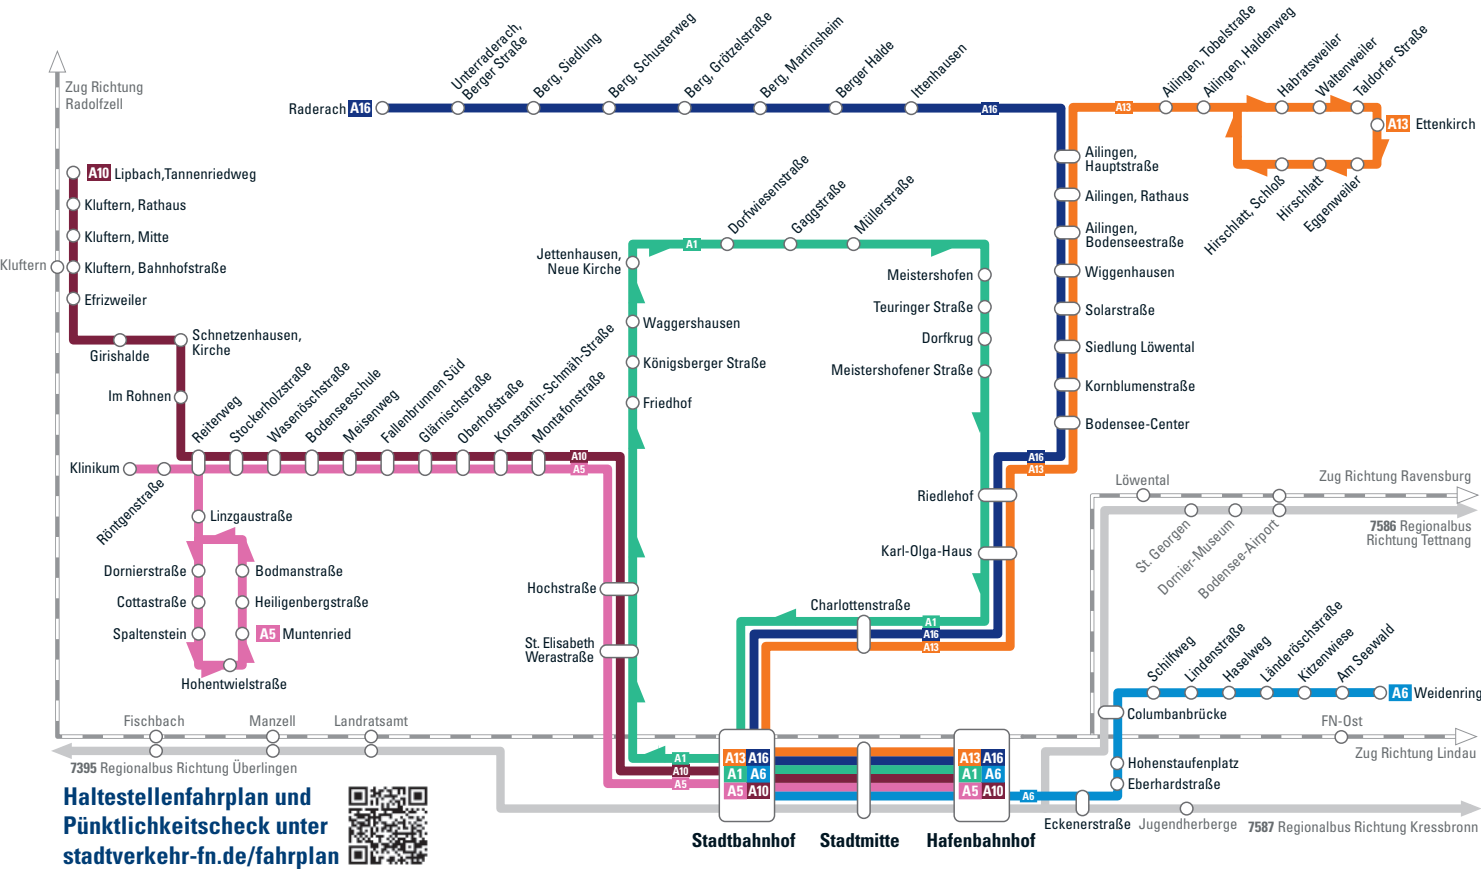 Zug Richtung
Radolfzell
Raderach A16
Unterraderach,
Berger Straße
Berg, Siedlung
Berg, Schusterweg
Berg, Grötzelstraße
Berg, Martinsheim
Berger Halde
Ittenhausen
A16
A13
Ailingen, Tobelstraße
Ailingen, Haldenweg
Habratsweiler
Waltenweiler
Taldorfer Straße
A13 Ettenkirch
Hirschlatt, Schloß
Hirschlatt
Eggenweiler
Ailingen,
Hauptstraße
Ailingen, Rathaus
Ailingen,
Bodenseestraße
Wiggenhausen
Solarstraße
Siedlung Löwental
Kornblumenstraße
Bodensee-Center
A16
A13
A10 Lipbach,Tannenriedweg
Kluftern, Rathaus
Kluftern, Mitte
Kluftern
Kluftern, Bahnhofstraße
Efrizweiler
Girishalde
Schnetzenhausen,
Kirche
Im Rohnen
Reiterweg
Stockerholzstraße
Wasenöschstraße
Bodenseeschule
Meisenweg
Fallenbrunnen Süd
Glärnischstraße
Oberhofstraße
Konstantin-Schmäh-Straße
Montafonstraße
A10
A5
Klinikum
Röntgenstraße
Linzgaustraße
Dornierstraße
Bodmanstraße
Cottastraße
Heiligenbergstraße
Spaltenstein
A5 Muntenried
Hohentwielstraße
Jettenhausen,
Neue Kirche
A1
Dorfwiesenstraße
Gaggstraße
Müllerstraße
Waggershausen
Königsberger Straße
Friedhof
Meistershofen
Teuringer Straße
Dorfkrug
Meistershofener Straße
Riedlehof
Karl-Olga-Haus
Charlottenstraße
A1
A16
A13
Hochstraße
St. Elisabeth
Werastraße
Löwental
Zug Richtung Ravensburg
St. Georgen
Dornier-Museum
Bodensee-Airport
7586 Regionalbus
Richtung Tettnang
Schilfweg
Lindenstraße
Haselweg
Länderöschstraße
Kitzenwiese
Am Seewald
A6 Weidenring
Columbanbrücke
FN-Ost
Zug Richtung Lindau
Hohenstaufenplatz
Eberhardstraße
Fischbach
Manzell
Landratsamt
7395 Regionalbus Richtung Überlingen
A1
A10
A5
A13 A16
A1 A6
A5 A10
A13 A16
A1 A6
A5 A10
A6
Stadtbahnhof
Stadtmitte
Hafenbahnhof
Eckenerstraße
Jugendherberge
7587 Regionalbus Richtung Kressbronn
Haltestellenfahrplan und
Pünktlichkeitscheck unter
stadtverkehr-fn.de/fahrplan